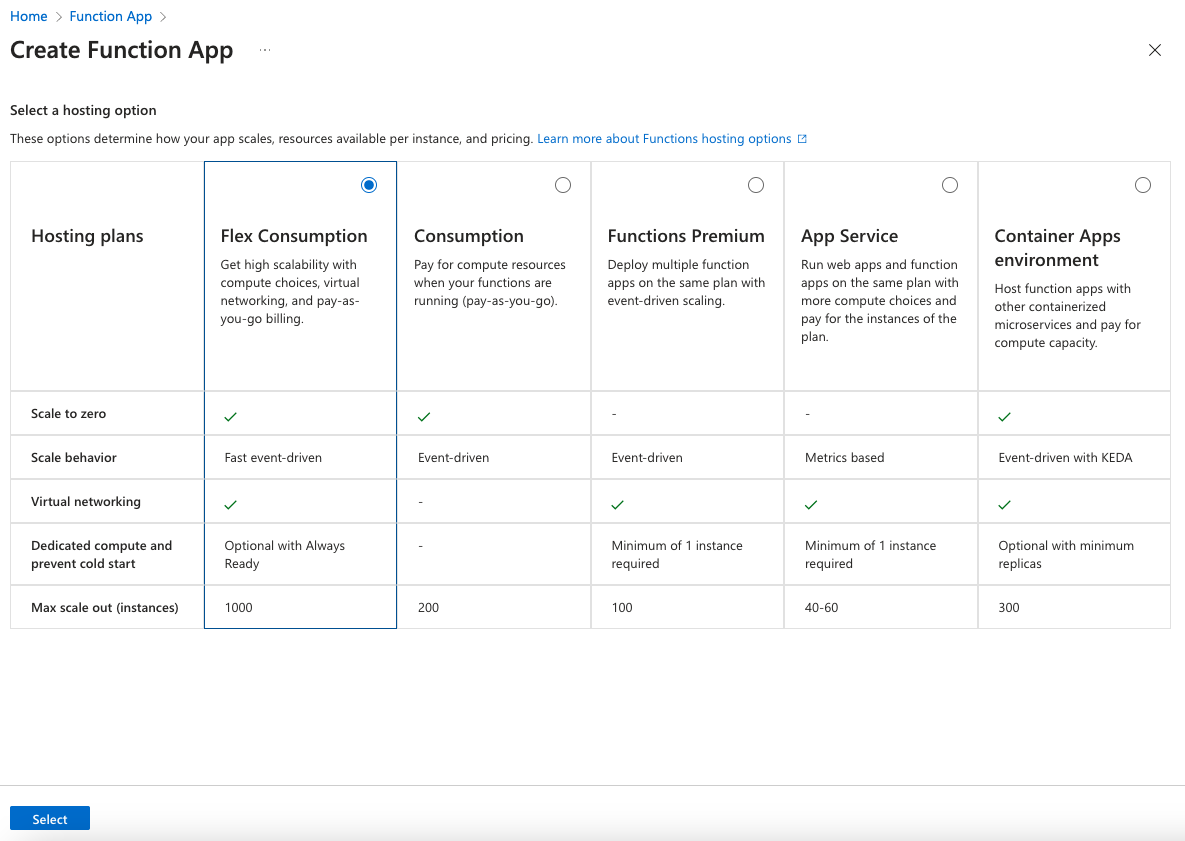 Home > Function App >
Create Function App ...
Select a hosting option
These options determine how your app scales, resources available per instance, and pricing. Learn more about Functions hosting options
Hosting plans
Flex Consumption
Get high scalability with
compute choices, virtual
networking, and pay-as-
you-go billing.
Consumption
Pay for compute resources
when your functions are
running (pay-as-you-go).
Functions Premium
Deploy multiple function
apps on the same plan with
event-driven scaling.
App Service
Run web apps and function
apps on the same plan with
more compute choices and
pay for the instances of the
plan.
Container Apps
environment
Host function apps with
other containerized
microservices and pay for
compute capacity.
Scale to zero
-
-
Scale behavior
Fast event-driven
Event-driven
Event-driven
Metrics based
Event-driven with KEDA
Virtual networking
-
Dedicated compute and
prevent cold start
Optional with Always
Ready
-
Minimum of 1 instance
required
Minimum of 1 instance
required
Optional with minimum
replicas
Max scale out (instances)
1000
200
100
40-60
300
Select